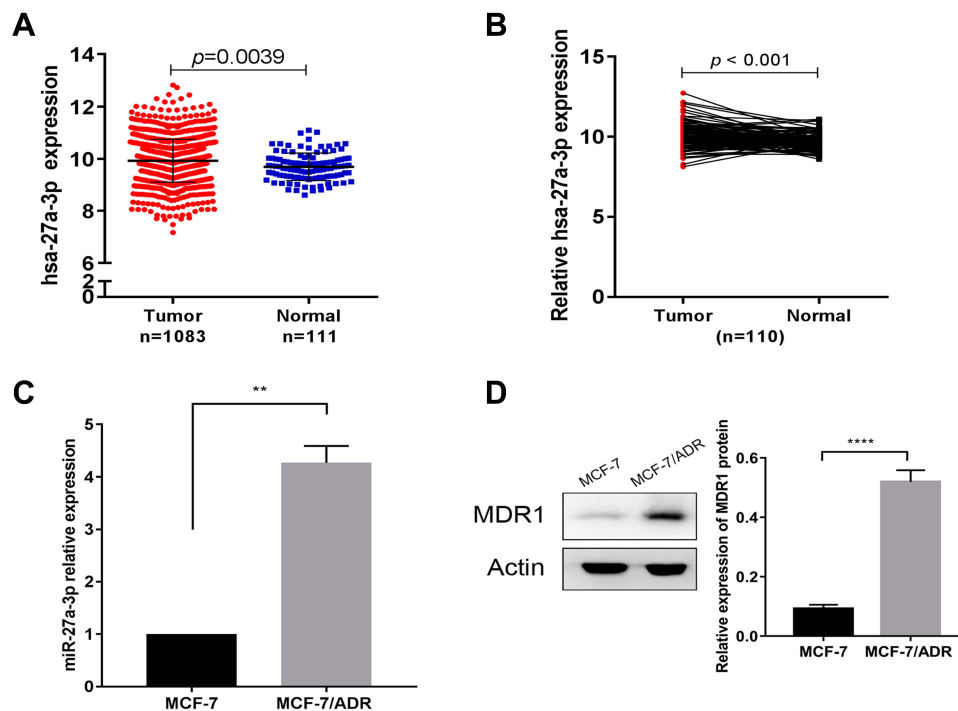 A
hsa-27a-3p expression
14
12
10
8
6
2
0
p=0.0039
Tumor
n=1083
Normal
n=111
B
Relative hsa-27a-3p expression
15
10
5
0
p < 0.001
Tumor
Normal
(n=110)
C
miR-27a-3p relative expression
5
4
3
2
1
0
**
MCF-7
MCF-7/ADR
D
MCF-7
MCF-7/ADR
MDR1
Actin
Relative expression of MDR1 protein
0.6
0.4
0.2
0.0
****
MCF-7
MCF-7/ADR